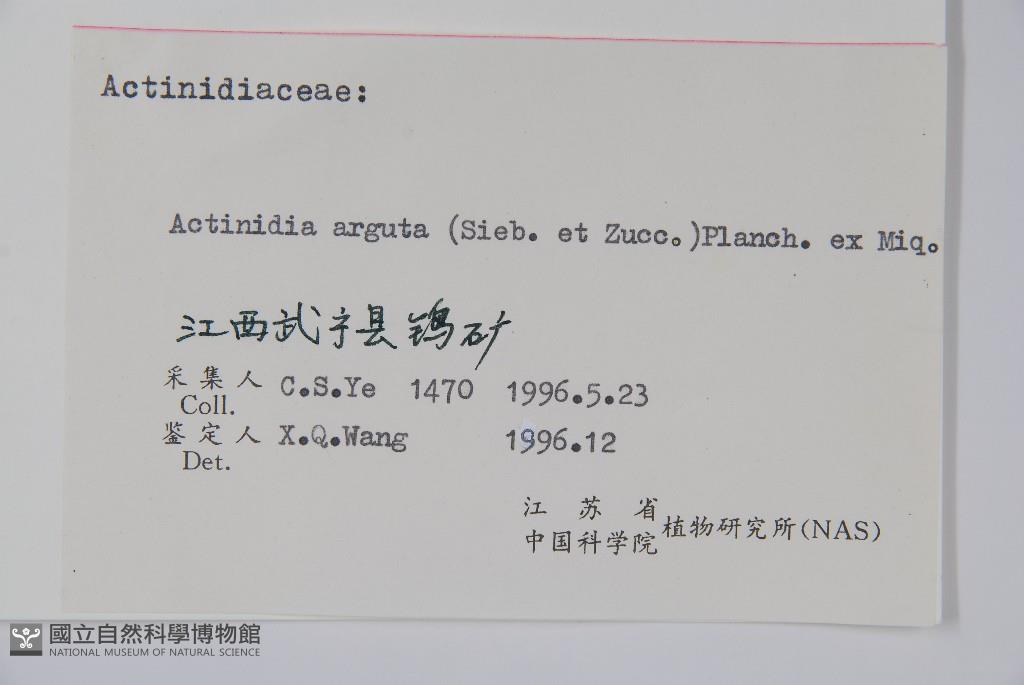 Actinidiaceae:
Actinidia arguta (Sieb. et Zucc.)Planch. ex Miq.
江西武宁县钨矿
采集人 C.S.Ye 1470 1996.5.23
Coll.
鉴定人 X.Q.Wang 1996.12
Det.
江苏省
中国科学院植物研究所(NAS)
國立自然科學博物館
NATIONAL MUSEUM OF NATURAL SCIENCE